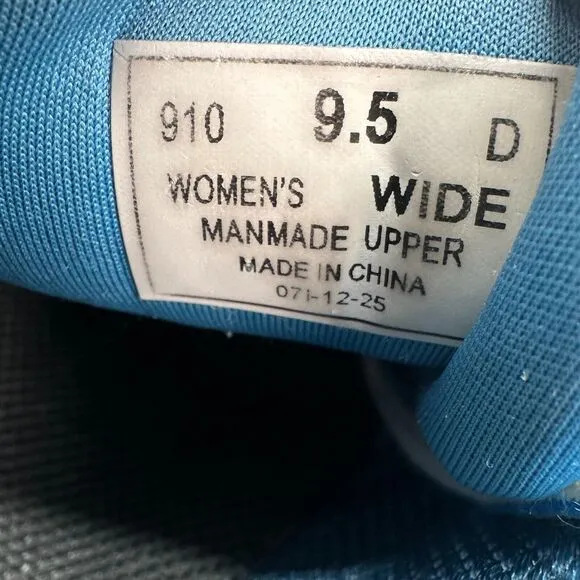 910 9.5 D
WOMEN'S WIDE
MANMADE UPPER
MADE IN CHINA
071-12-25